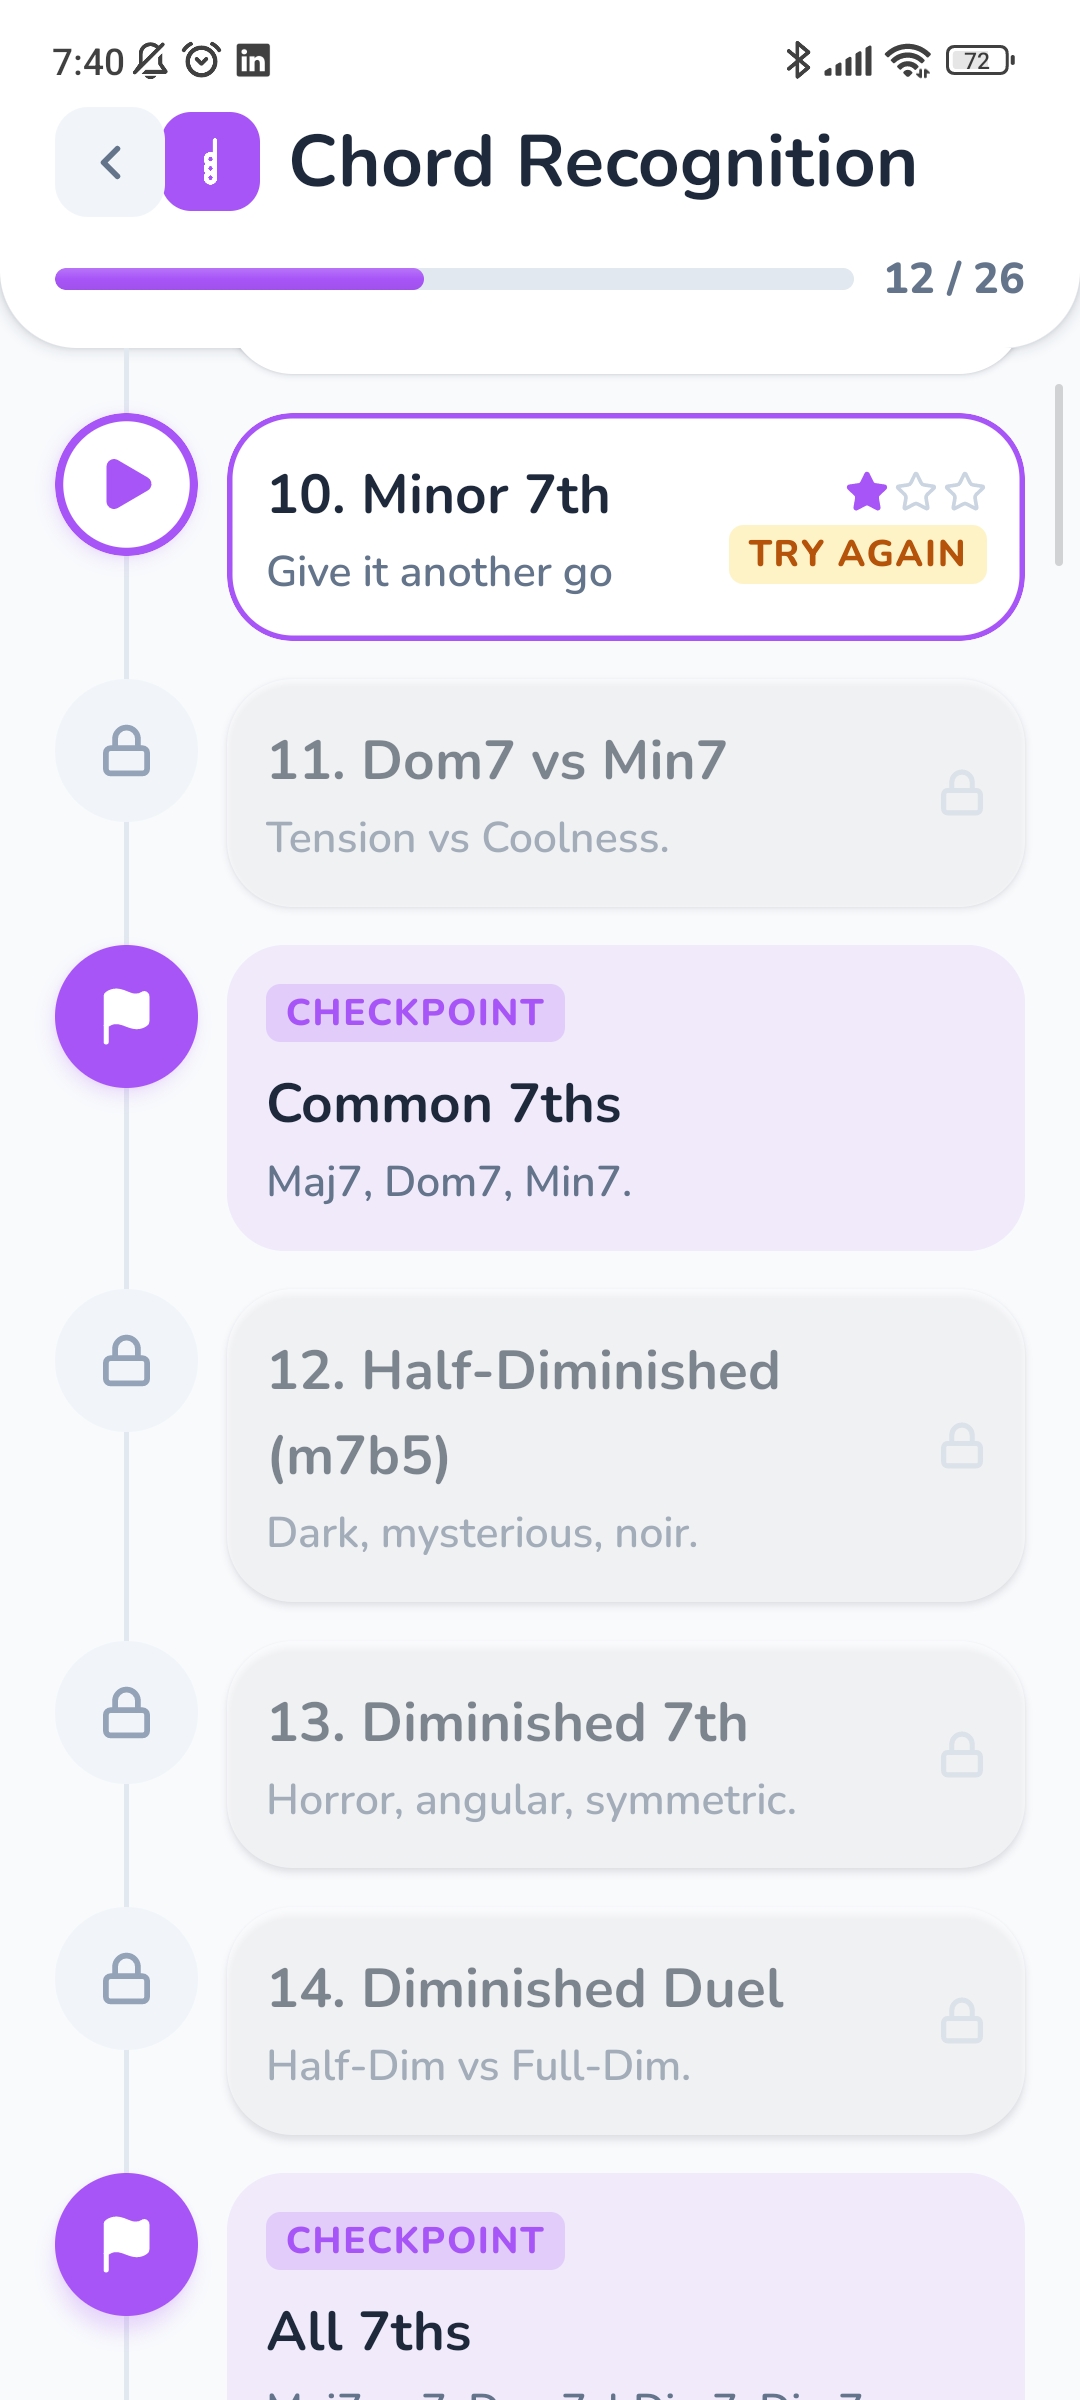 7:40
72
Chord Recognition
12 / 26
10. Minor 7th
TRY AGAIN
Give it another go
11. Dom7 vs Min7
Tension vs Coolness.
CHECKPOINT
Common 7ths
Maj7, Dom7, Min7.
12. Half-Diminished
(m7b5)
Dark, mysterious, noir.
13. Diminished 7th
Horror, angular, symmetric.
14. Diminished Duel
Half-Dim vs Full-Dim.
CHECKPOINT
All 7ths